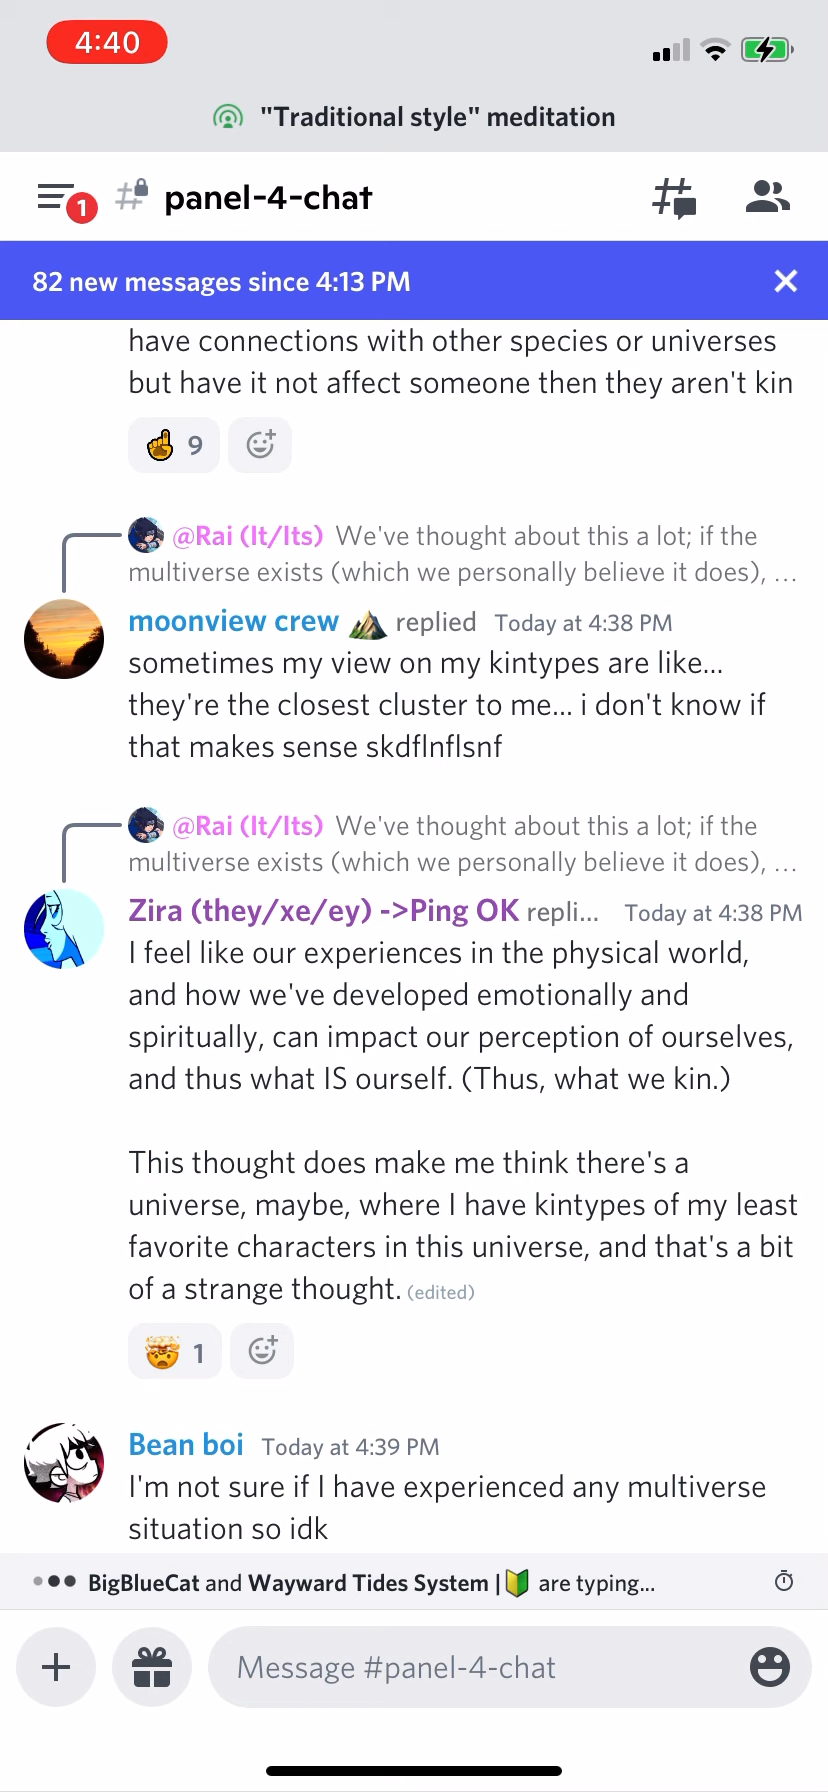 4:40
"Traditional style" meditation
1
panel-4-chat
82 new messages since 4:13 PM
have connections with other species or universes
but have it not affect someone then they aren't kin
9
@Rai (It/Its) We've thought about this a lot; if the
multiverse exists (which we personally believe it does), ...
moonview crew replied Today at 4:38 PM
sometimes my view on my kintypes are like...
they're the closest cluster to me... i don't know if
that makes sense skdflnflsnf
@Rai (It/Its) We've thought about this a lot; if the
multiverse exists (which we personally believe it does), ...
Zira (they/xe/ey) ->Ping OK repli... Today at 4:38 PM
I feel like our experiences in the physical world,
and how we've developed emotionally and
spiritually, can impact our perception of ourselves,
and thus what IS ourself. (Thus, what we kin.)
This thought does make me think there's a
universe, maybe, where I have kintypes of my least
favorite characters in this universe, and that's a bit
of a strange thought. (edited)
1
Bean boi Today at 4:39 PM
I'm not sure if I have experienced any multiverse
situation so idk
BigBlueCat and Wayward Tides System | are typing...
Message #panel-4-chat